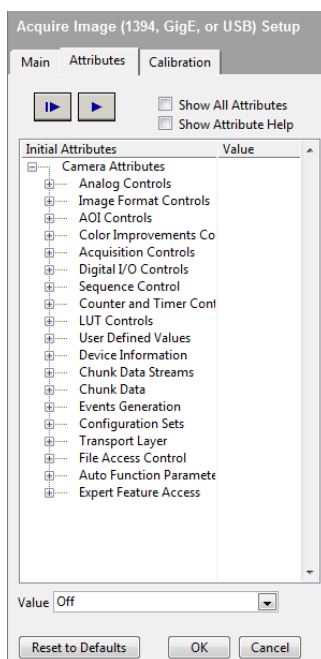 Acquire Image (1394, GigE, or USB) Setup
Main Attributes Calibration
Show All Attributes
Show Attribute Help
Initial Attributes Value
Camera Attributes
Analog Controls
Image Format Controls
AOI Controls
Color Improvements Co
Acquisition Controls
Digital I/O Controls
Sequence Control
Counter and Timer Cont
LUT Controls
User Defined Values
Device Information
Chunk Data Streams
Chunk Data
Events Generation
Configuration Sets
Transport Layer
File Access Control
Auto Function Paramete
Expert Feature Access
Value Off
Reset to Defaults OK Cancel